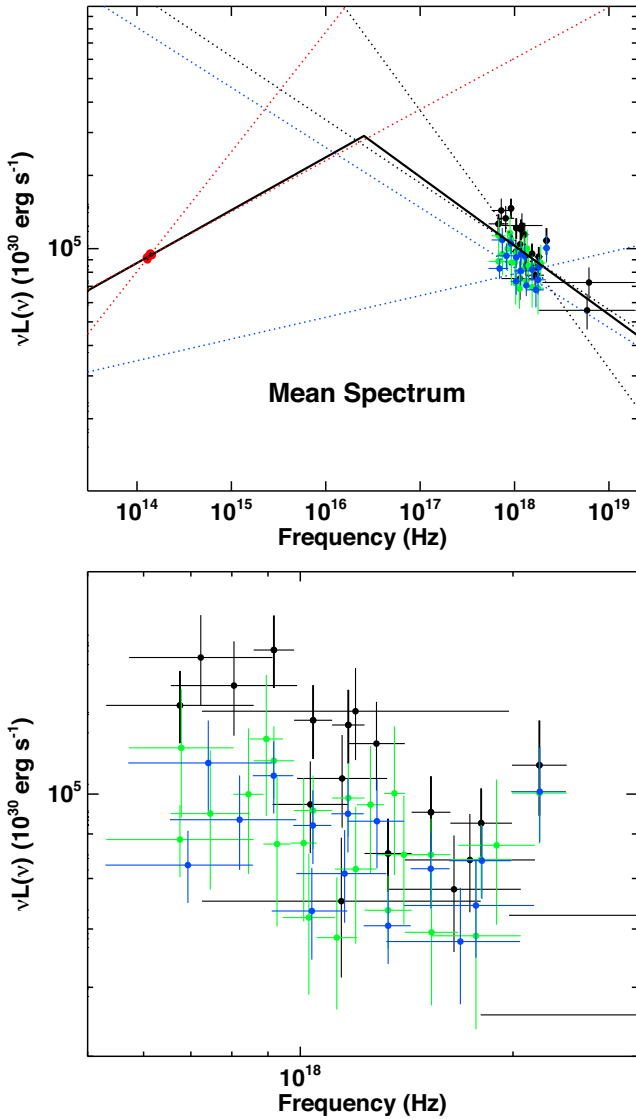 νL(ν) (10³⁰ erg s⁻¹)
10⁵
Mean Spectrum
10¹⁴ 10¹⁵ 10¹⁶ 10¹⁷ 10¹⁸ 10¹⁹
Frequency (Hz)
νL(ν) (10³⁰ erg s⁻¹)
10⁵
10¹⁸
Frequency (Hz)